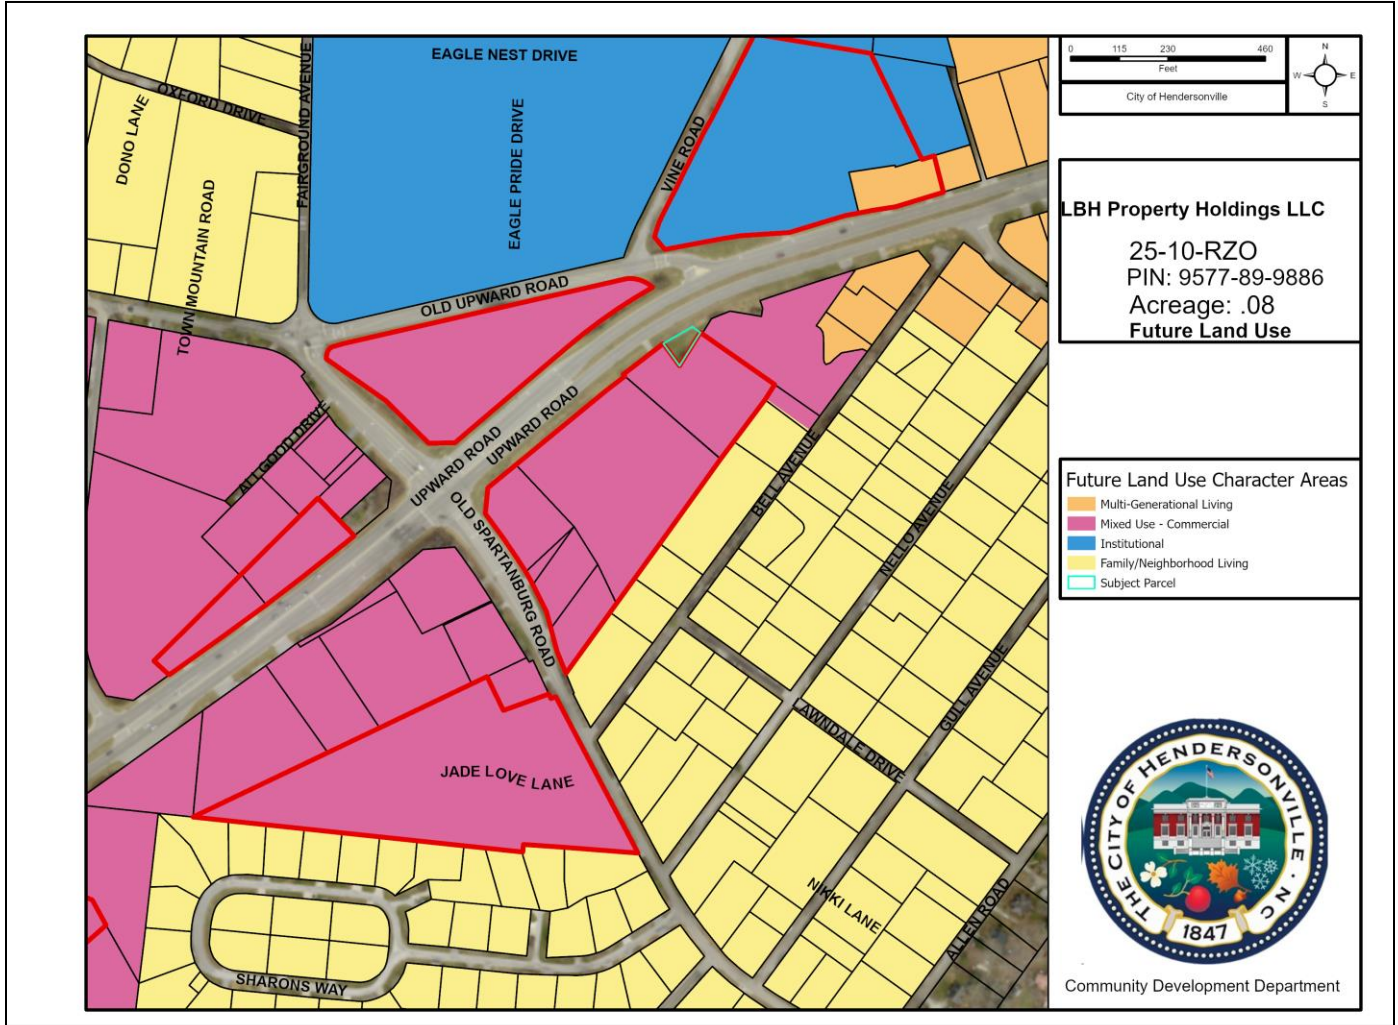 EAGLE NEST DRIVE
FAIRGROUND AVENUE
OXFORD DRIVE
DONO LANE
EAGLE PRIDE DRIVE
VINE ROAD
TOWN MOUNTAIN ROAD
OLD UPWARD ROAD
ALLGOOD DRIVE
UPWARD ROAD
UPWARD ROAD
OLD SPARTANBURG ROAD
BELL AVENUE
NELLO AVENUE
GULL AVENUE
LAWNDALE DRIVE
JADE LOVE LANE
NIKKI LANE
ALLEN ROAD
SHARONS WAY
0 115 230 460
Feet
City of Hendersonville
N
W E
S
LBH Property Holdings LLC
25-10-RZO
PIN: 9577-89-9886
Acreage: .08
Future Land Use
Future Land Use Character Areas
Multi-Generational Living
Mixed Use - Commercial
Institutional
Family/Neighborhood Living
Subject Parcel
THE CITY OF HENDERSONVILLE · NC
1847
Community Development Department